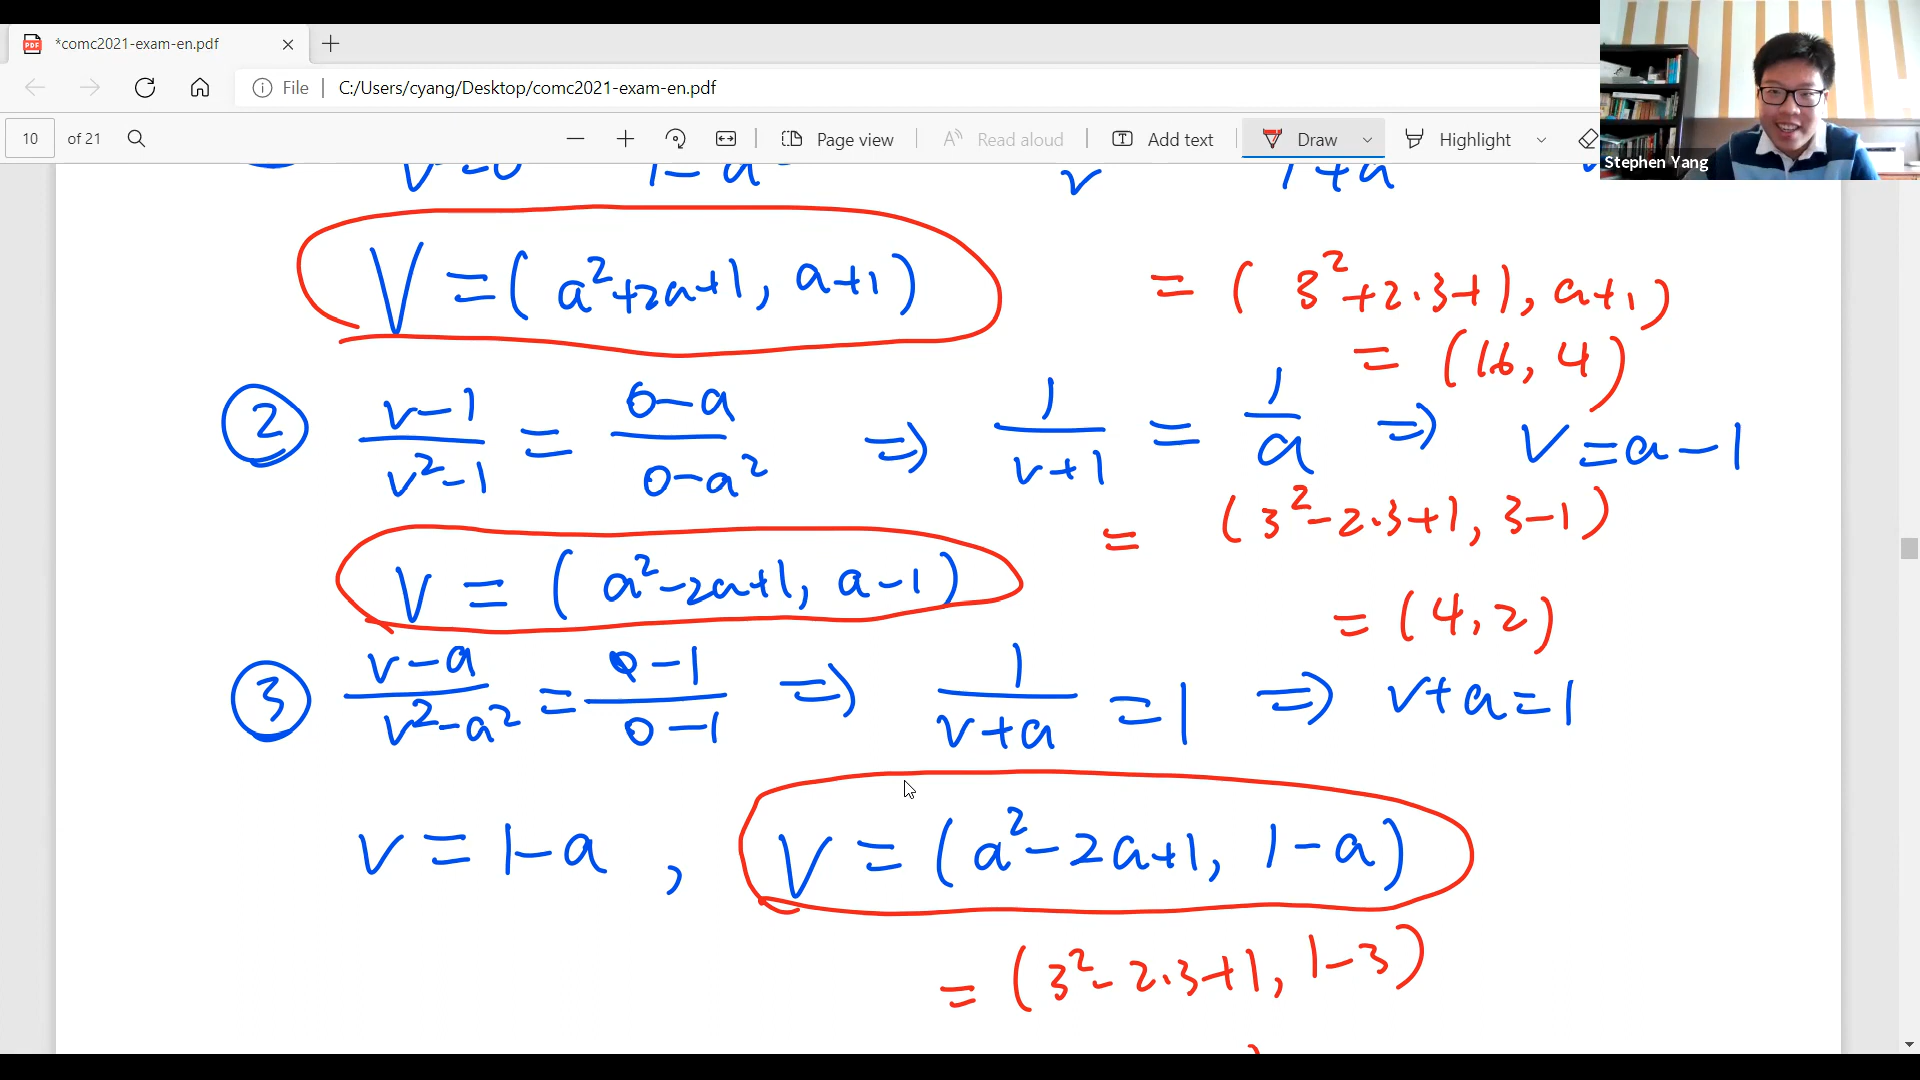 *comc2021-exam-en.pdf
File | C:/Users/cyang/Desktop/comc2021-exam-en.pdf
10 of 21 Page view Read aloud Add text Draw Highlight
Stephen Yang
V = (a²+2a+1, a+1)
= (3²+2·3+1, a+1)
= (16, 4)
② (v-1)/(v²-1) = (0-a)/(0-a²) ⇒ 1/(v+1) = 1/a ⇒ V = a-1
V = (a²-2a+1, a-1)
= (3²-2·3+1, 3-1)
= (4, 2)
③ (v-a)/(v²-a²) = (0-1)/(0-1) ⇒ 1/(v+a) = 1 ⇒ v+a=1
v = 1-a, V = (a²-2a+1, 1-a)
= (3²-2·3+1, 1-3)